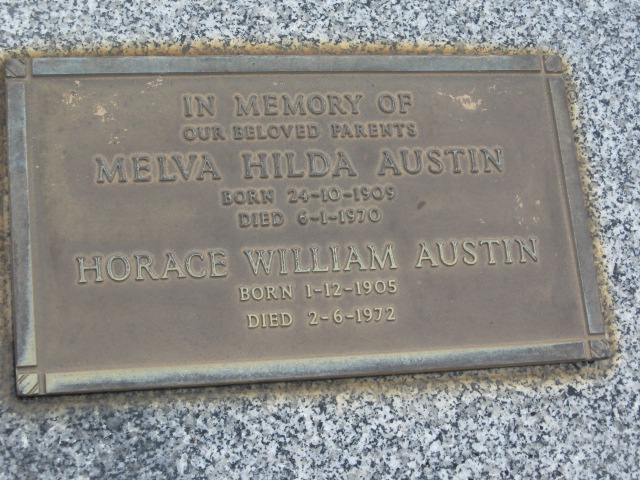 IN MEMORY OF
OUR BELOVED PARENTS
MELVA HILDA AUSTIN
BORN 24-10-1909
DIED 6-1-1970
HORACE WILLIAM AUSTIN
BORN 1-12-1905
DIED 2-6-1972